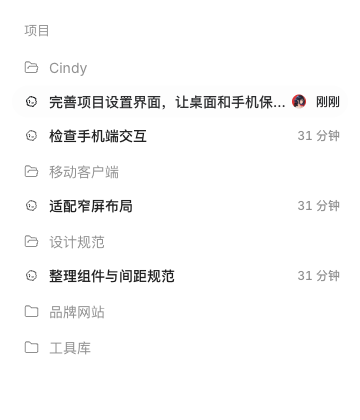 项目
Cindy
完善项目设置界面，让桌面和手机保... 刚刚
检查手机端交互 31 分钟
移动客户端
适配窄屏布局 31 分钟
设计规范
整理组件与间距规范 31 分钟
品牌网站
工具库